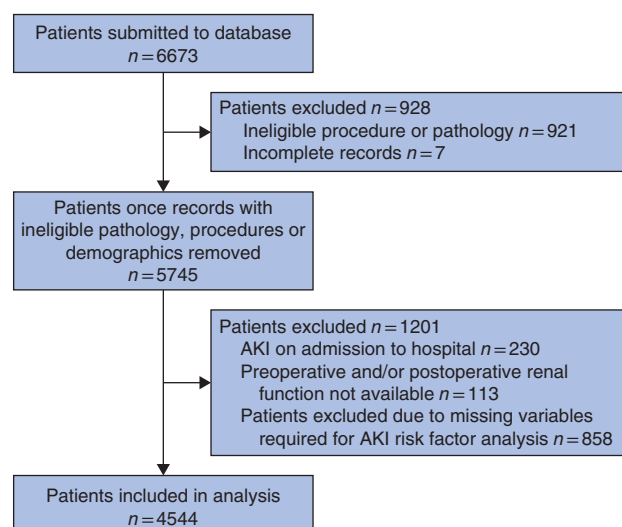 Patients submitted to database
n = 6673
Patients excluded n = 928
Ineligible procedure or pathology n = 921
Incomplete records n = 7
Patients once records with
ineligible pathology, procedures or
demographics removed
n = 5745
Patients excluded n = 1201
AKI on admission to hospital n = 230
Preoperative and/or postoperative renal
function not available n = 113
Patients excluded due to missing variables
required for AKI risk factor analysis n = 858
Patients included in analysis
n = 4544